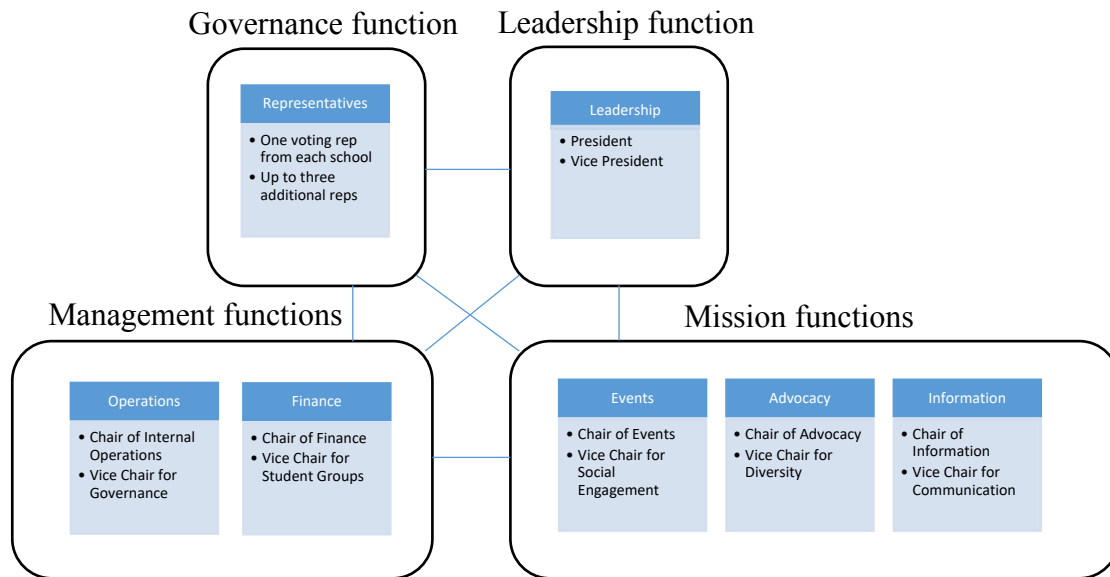 Governance function
Leadership function
Representatives
• One voting rep
from each school
• Up to three
additional reps
Leadership
• President
• Vice President
Management functions
Mission functions
Operations
• Chair of Internal
Operations
• Vice Chair for
Governance
Finance
• Chair of Finance
• Vice Chair for
Student Groups
Events
• Chair of Events
• Vice Chair for
Social
Engagement
Advocacy
• Chair of Advocacy
• Vice Chair for
Diversity
Information
• Chair of
Information
• Vice Chair for
Communication